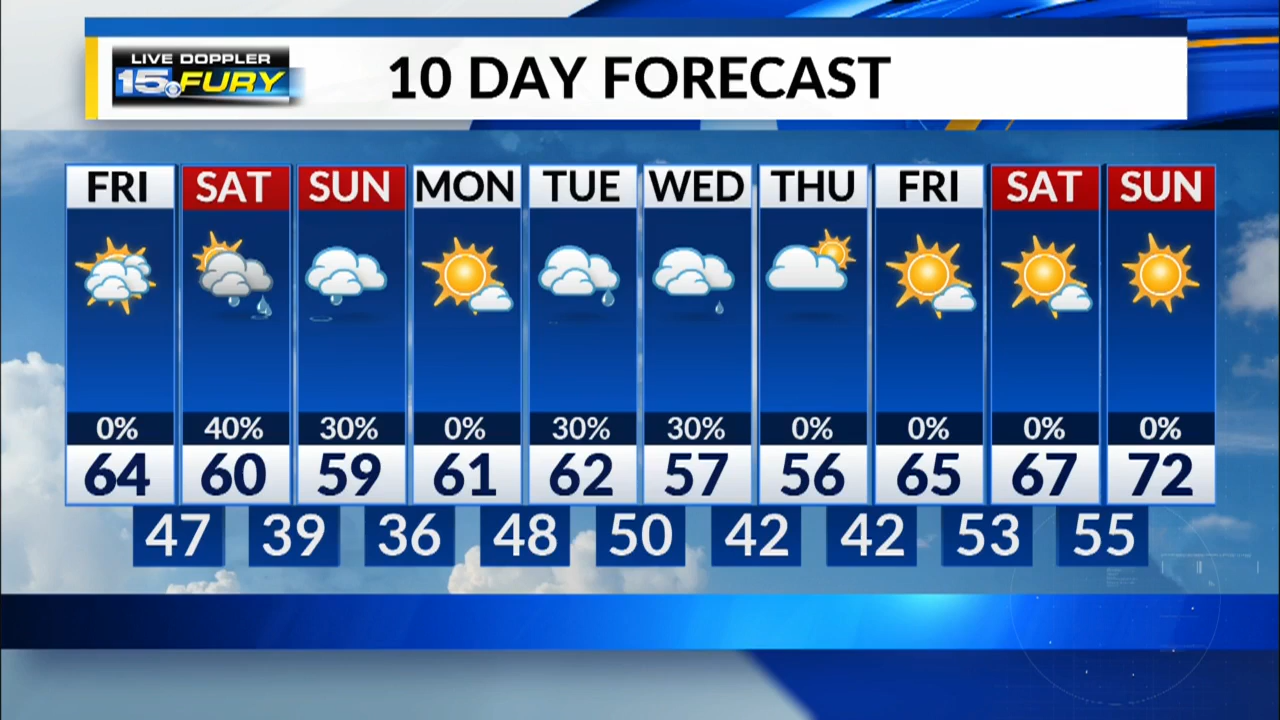 LIVE DOPPLER
15 FURY
10 DAY FORECAST
FRI SAT SUN MON TUE WED THU FRI SAT SUN
0% 40% 30% 0% 30% 30% 0% 0% 0% 0%
64 60 59 61 62 57 56 65 67 72
47 39 36 48 50 42 42 53 55